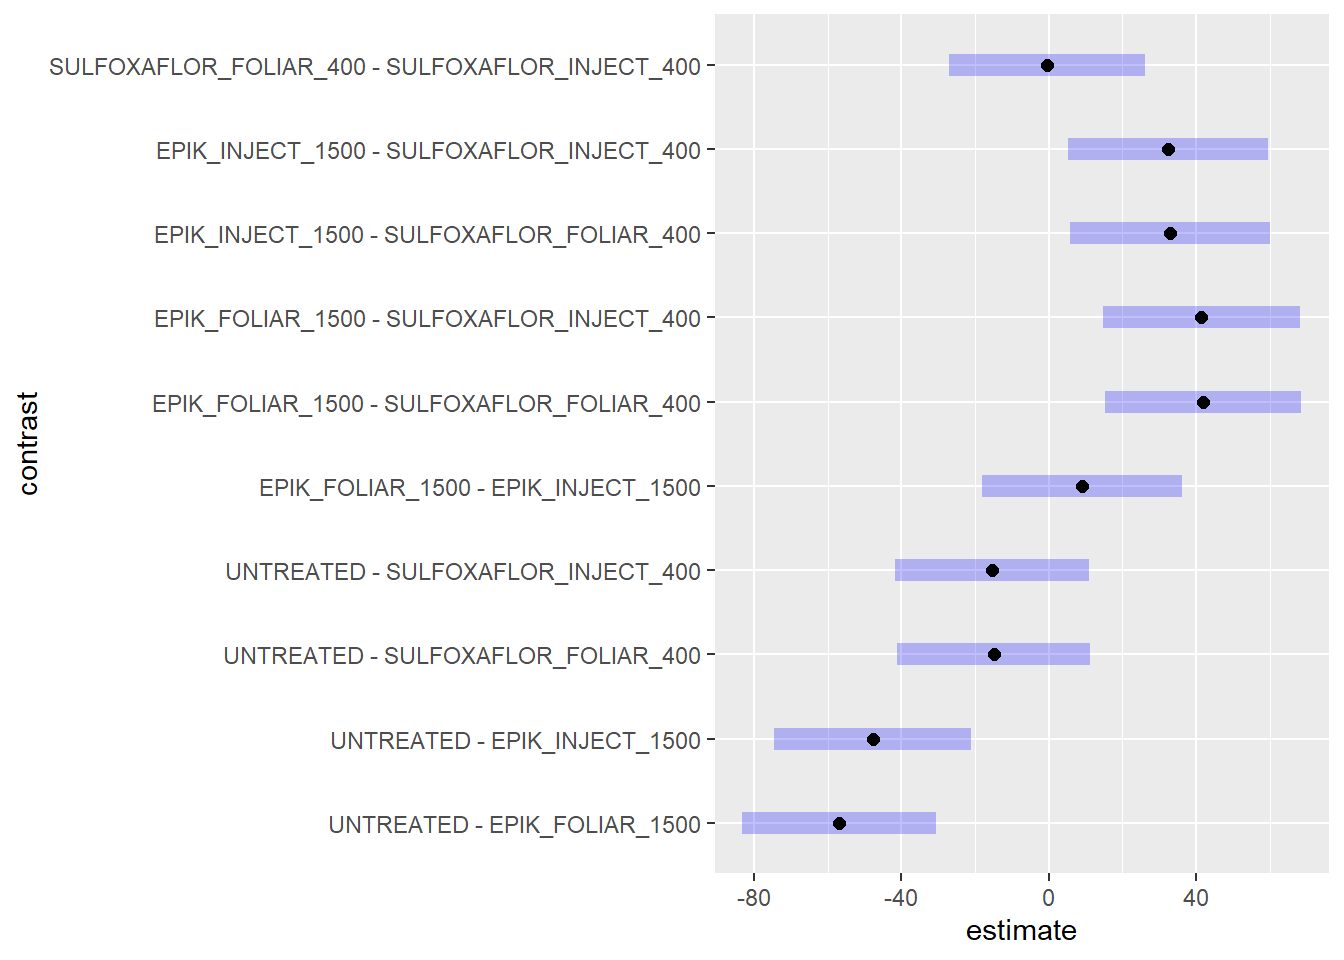 SULFOXAFLOR_FOLIAR_400 - SULFOXAFLOR_INJECT_400
EPIK_INJECT_1500 - SULFOXAFLOR_INJECT_400
EPIK_INJECT_1500 - SULFOXAFLOR_FOLIAR_400
EPIK_FOLIAR_1500 - SULFOXAFLOR_INJECT_400
EPIK_FOLIAR_1500 - SULFOXAFLOR_FOLIAR_400
EPIK_FOLIAR_1500 - EPIK_INJECT_1500
UNTREATED - SULFOXAFLOR_INJECT_400
UNTREATED - SULFOXAFLOR_FOLIAR_400
UNTREATED - EPIK_INJECT_1500
UNTREATED - EPIK_FOLIAR_1500
contrast
-80 -40 0 40
estimate